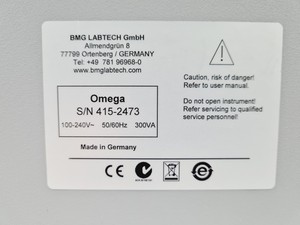 BMG LABTECH GmbH
Allmendgrün 8
77799 Ortenberg / GERMANY
Tel: +49 781 96968-0
www.bmglabtech.com
Omega
S/N 415-2473
100-240V~ 50/60Hz 300VA
Made in Germany
Caution, risk of danger!
Refer to user manual.
Do not open instrument!
Refer servicing to qualified
service personnel!
CE